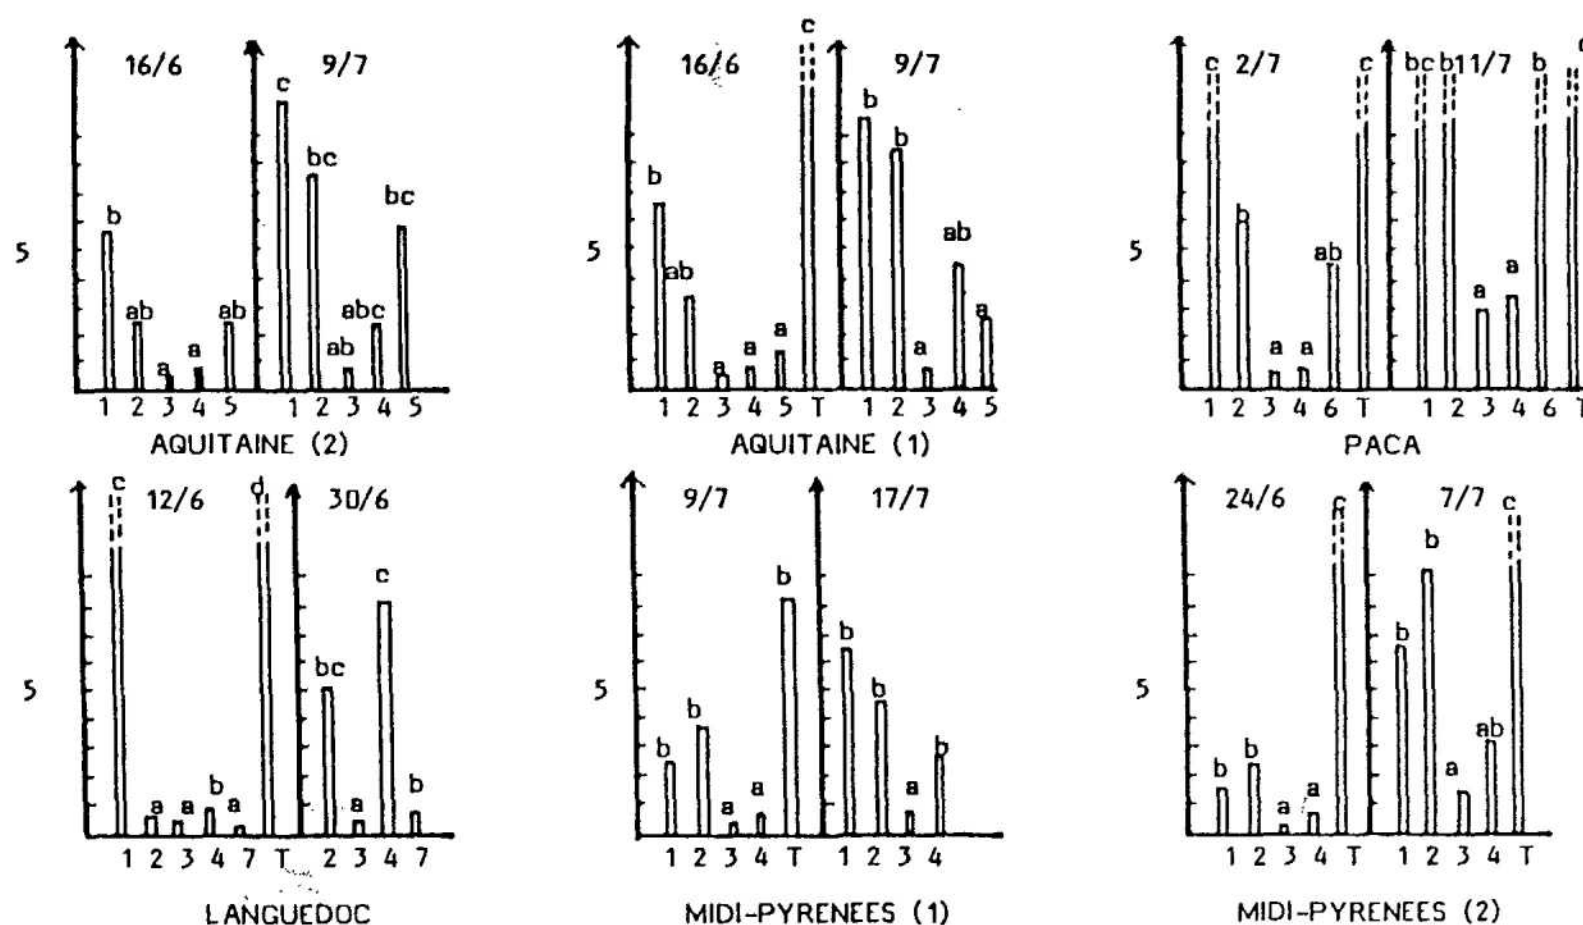 c
16/6 9/7 16/6 9/7 c 2/7 c bc b 11/7 b
c
b b
bc bc b
b b ab b ab
5 5 5
ab ab abc ab a a a
a a ab a a a a a a
1 2 3 4 5 1 2 3 4 5 1 2 3 4 5 T 1 2 3 4 5 1 2 3 4 6 T 1 2 3 4 6 T
AQUITAINE (2) AQUITAINE (1) PACA
c 12/6 d 30/6 9/7 17/7 24/6 c 7/7 c
c b b
bc b b
5 5 5
b b ab
a a b a b b a a b b b a a a
a a a
1 2 3 4 7 T 2 3 4 7 1 2 3 4 T 1 2 3 4 1 2 3 4 T 1 2 3 4 T
LANGUEDOC MIDI-PYRENEES (1) MIDI-PYRENEES (2)